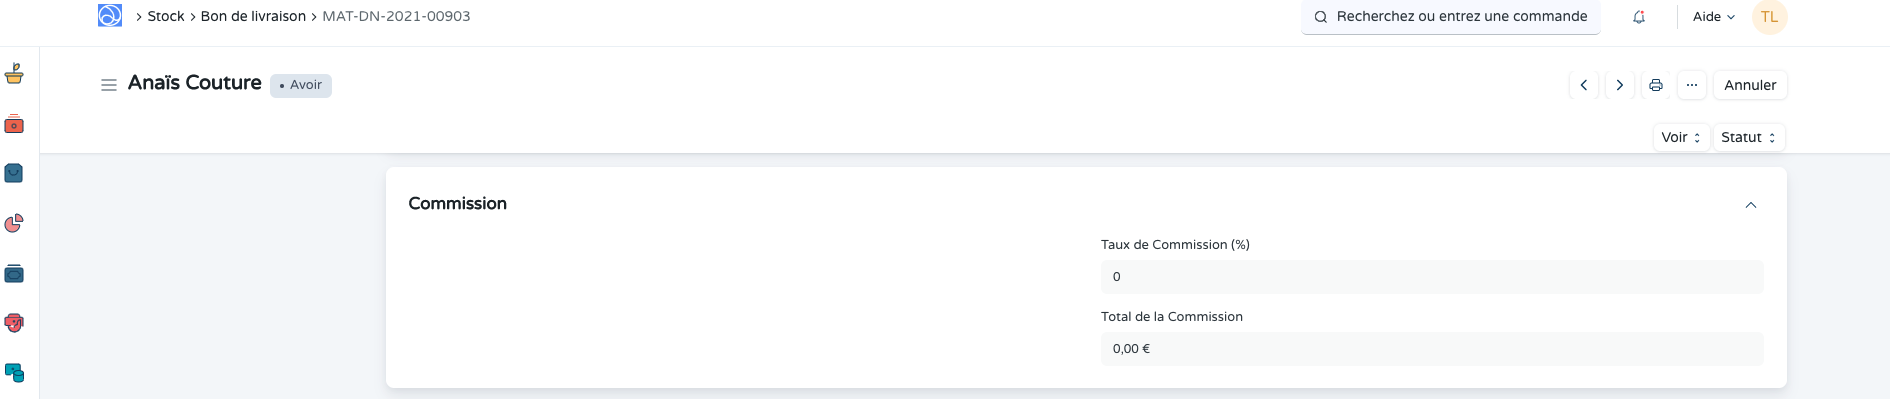 Stock Bon de livraison MAT-DN-2021-00903
Recherchez ou entrez une commande
Aide
TL
Anaïs Couture
Avoir
Annuler
Voir
Statut
Commission
Taux de Commission (%)
0
Total de la Commission
0,00 €